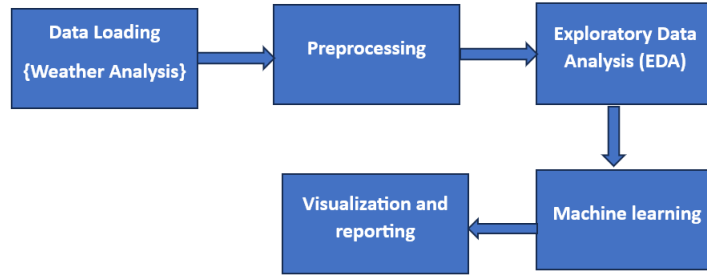 Data Loading
{Weather Analysis}
Preprocessing
Exploratory Data
Analysis (EDA)
Machine learning
Visualization and
reporting